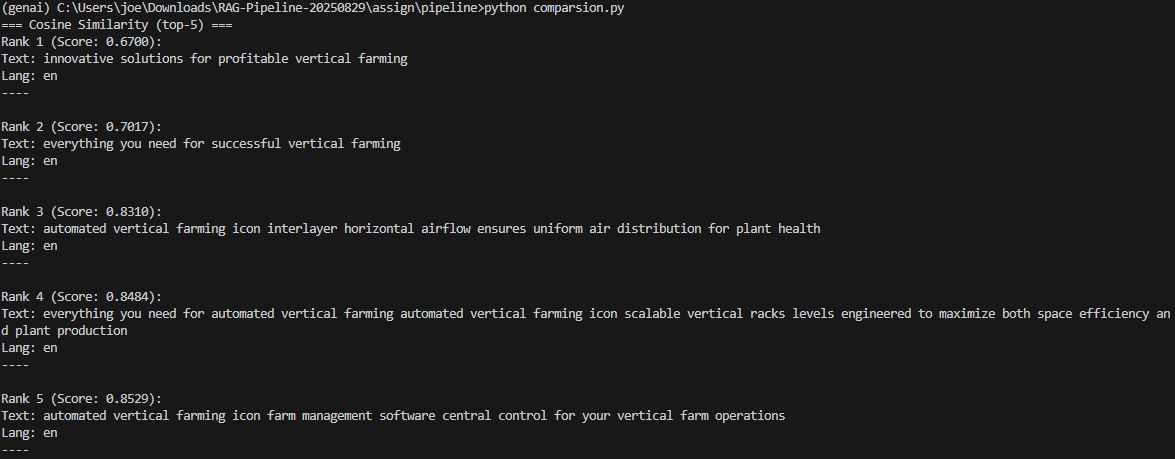 (genai) C:\Users\joe\Downloads\RAG-Pipeline-20250829\assign\pipeline>python comparsion.py
=== Cosine Similarity (top-5) ===
Rank 1 (Score: 0.6700):
Text: innovative solutions for profitable vertical farming
Lang: en
----
Rank 2 (Score: 0.7017):
Text: everything you need for successful vertical farming
Lang: en
----
Rank 3 (Score: 0.8310):
Text: automated vertical farming icon interlayer horizontal airflow ensures uniform air distribution for plant health
Lang: en
----
Rank 4 (Score: 0.8484):
Text: everything you need for automated vertical farming automated vertical farming icon scalable vertical racks levels engineered to maximize both space efficiency an
d plant production
Lang: en
----
Rank 5 (Score: 0.8529):
Text: automated vertical farming icon farm management software central control for your vertical farm operations
Lang: en
----